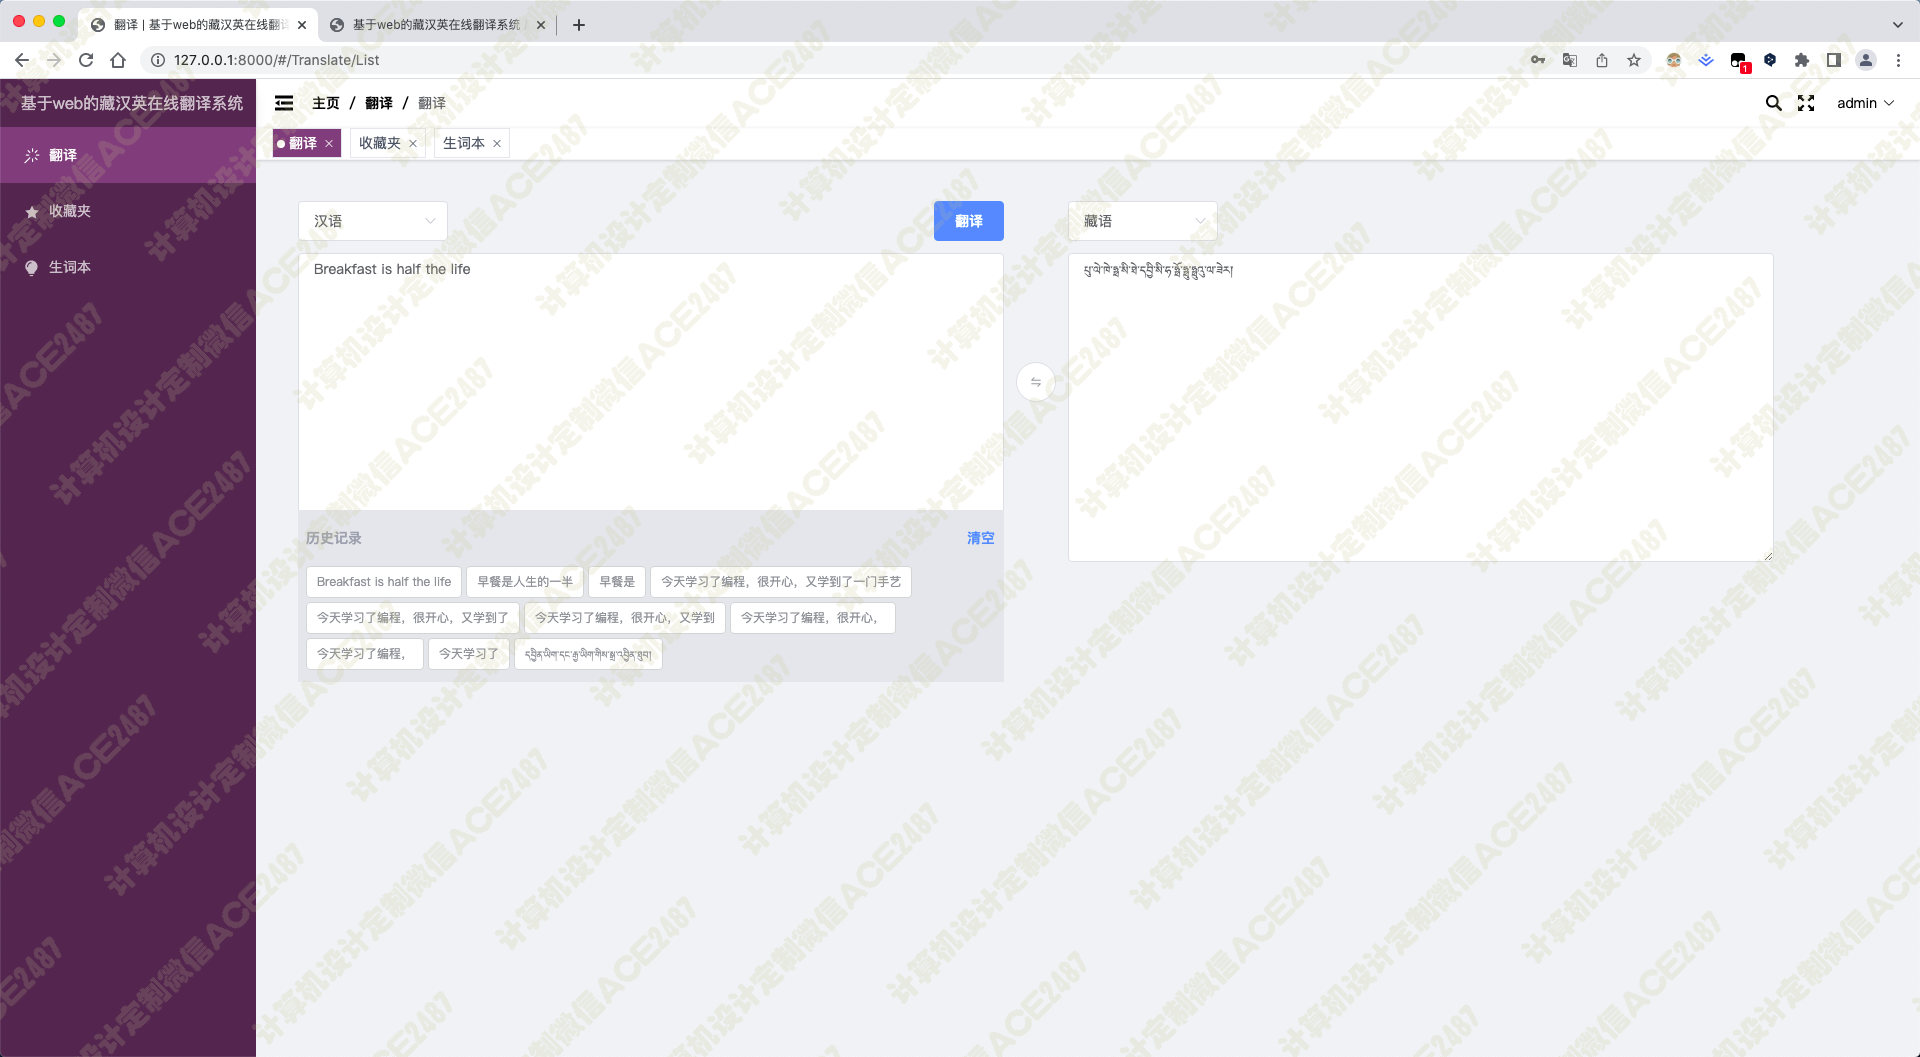 翻译 | 基于web的藏汉英在线翻译
基于web的藏汉英在线翻译系统
127.0.0.1:8000/#/Translate/List
1
基于web的藏汉英在线翻译系统
主页 / 翻译 / 翻译
admin
翻译
收藏夹
生词本
翻译
收藏夹
生词本
汉语
翻译
藏语
Breakfast is half the life
历史记录
清空
Breakfast is half the life
早餐是人生的一半
早餐是
今天学习了编程，很开心，又学到了一门手艺
今天学习了编程，很开心，又学到了
今天学习了编程，很开心，又学到
今天学习了编程，很开心，
今天学习了编程，
今天学习了
དབྱིན་ཡིག་དང་རྒྱ་ཡིག་གིས་སྒྲ་འབྱིན་ཐུབ།
计算机设计定制微信ACE2487